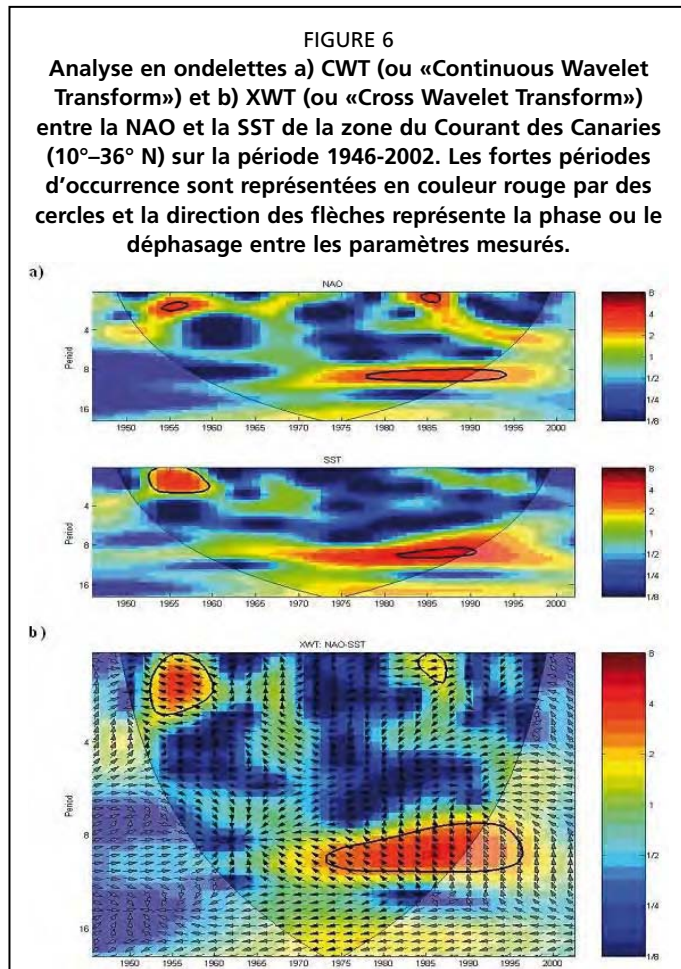 FIGURE 6
Analyse en ondelettes a) CWT (ou «Continuous Wavelet
Transform») et b) XWT (ou «Cross Wavelet Transform»)
entre la NAO et la SST de la zone du Courant des Canaries
(10°–36° N) sur la période 1946-2002. Les fortes périodes
d’occurrence sont représentées en couleur rouge par des
cercles et la direction des flèches représente la phase ou le
déphasage entre les paramètres mesurés.
a)
NAO
Period
4
8
16
1950 1955 1960 1965 1970 1975 1980 1985 1990 1995 2000
8
4
2
1
1/2
1/4
1/8
SST
Period
4
8
16
1950 1955 1960 1965 1970 1975 1980 1985 1990 1995 2000
8
4
2
1
1/2
1/4
1/8
b)
XWT: NAO-SST
Period
4
8
16
1950 1955 1960 1965 1970 1975 1980 1985 1990 1995 2000
8
4
2
1
1/2
1/4
1/8